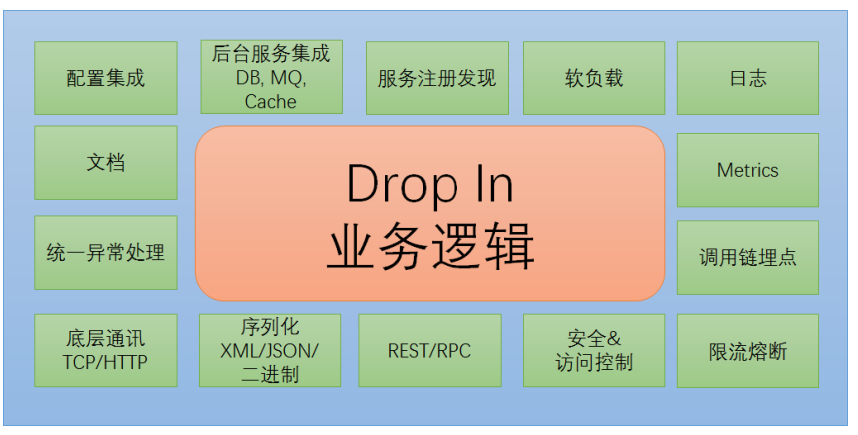 配置集成
后台服务集成
DB, MQ,
Cache
服务注册发现
软负载
日志
文档
Drop In
业务逻辑
Metrics
统一异常处理
调用链埋点
底层通讯
TCP/HTTP
序列化
XML/JSON/
二进制
REST/RPC
安全&
访问控制
限流熔断